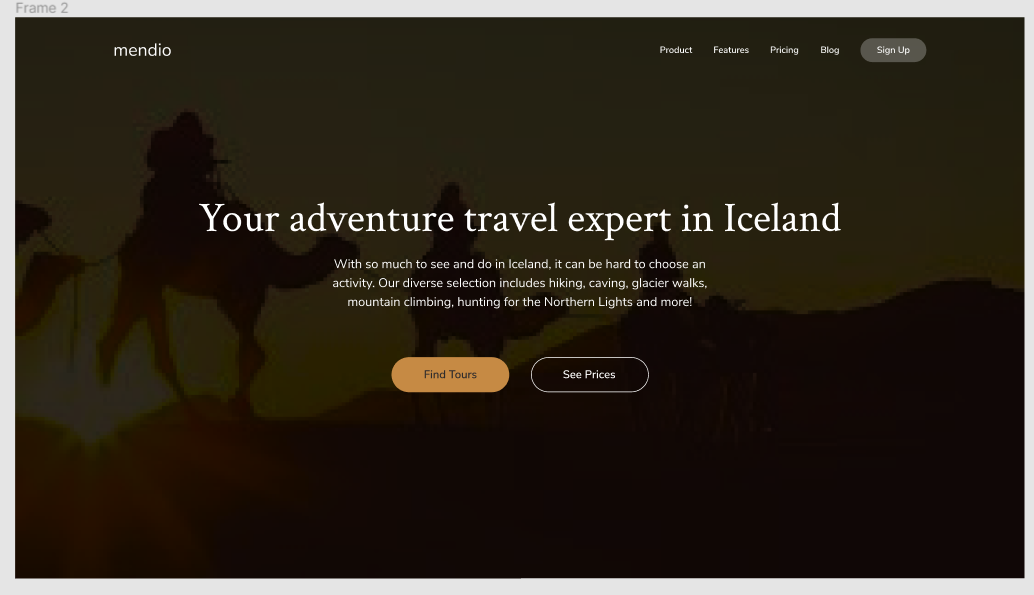 Frame 2
mendio
Product Features Pricing Blog Sign Up
Your adventure travel expert in Iceland
With so much to see and do in Iceland, it can be hard to choose an
activity. Our diverse selection includes hiking, caving, glacier walks,
mountain climbing, hunting for the Northern Lights and more!
Find Tours See Prices